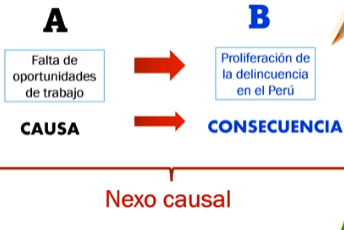 A
B
Falta de
oportunidades
de trabajo
Proliferación de
la delincuencia
en el Perú
CAUSA
CONSECUENCIA
Nexo causal